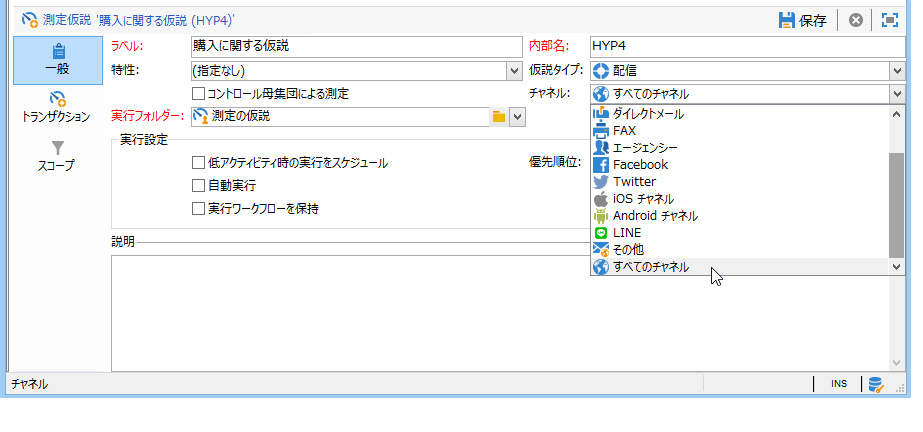 測定仮説 '購入に関する仮説 (HYP4)'
保存
一般
トランザクション
スコープ
ラベル:
購入に関する仮説
内部名:
HYP4
特性:
(指定なし)
仮説タイプ:
配信
コントロール母集団による測定
チャネル:
すべてのチャネル
実行フォルダー:
測定の仮説
実行設定
低アクティビティ時の実行をスケジュール
優先順位:
自動実行
実行ワークフローを保持
ダイレクトメール
FAX
エージェンシー
Facebook
Twitter
iOS チャネル
Android チャネル
LINE
その他
すべてのチャネル
説明
チャネル
INS